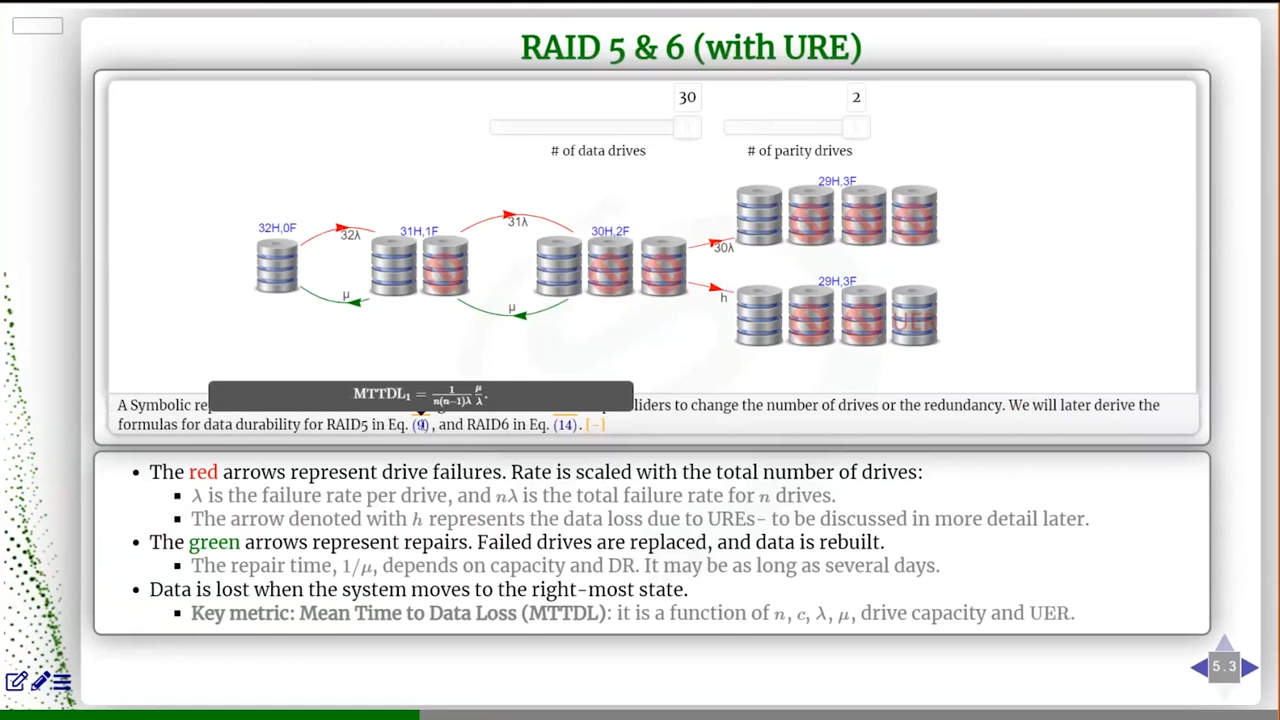 RAID 5 & 6 (with URE)
30 2
# of data drives # of parity drives
29H,3F
32H,0F 32λ 31H,1F 31λ 30H,2F 30λ
μ μ h
29H,3F
UER
MTTDL₁ = 1/(n(n−1)λ) μ/λ.
A Symbolic re liders to change the number of drives or the redundancy. We will later derive the
formulas for data durability for RAID5 in Eq. (9), and RAID6 in Eq. (14). [-]
• The red arrows represent drive failures. Rate is scaled with the total number of drives:
▪ λ is the failure rate per drive, and nλ is the total failure rate for n drives.
▪ The arrow denoted with h represents the data loss due to UREs- to be discussed in more detail later.
• The green arrows represent repairs. Failed drives are replaced, and data is rebuilt.
▪ The repair time, 1/μ, depends on capacity and DR. It may be as long as several days.
• Data is lost when the system moves to the right-most state.
▪ Key metric: Mean Time to Data Loss (MTTDL): it is a function of n, c, λ, μ, drive capacity and UER.
5.3